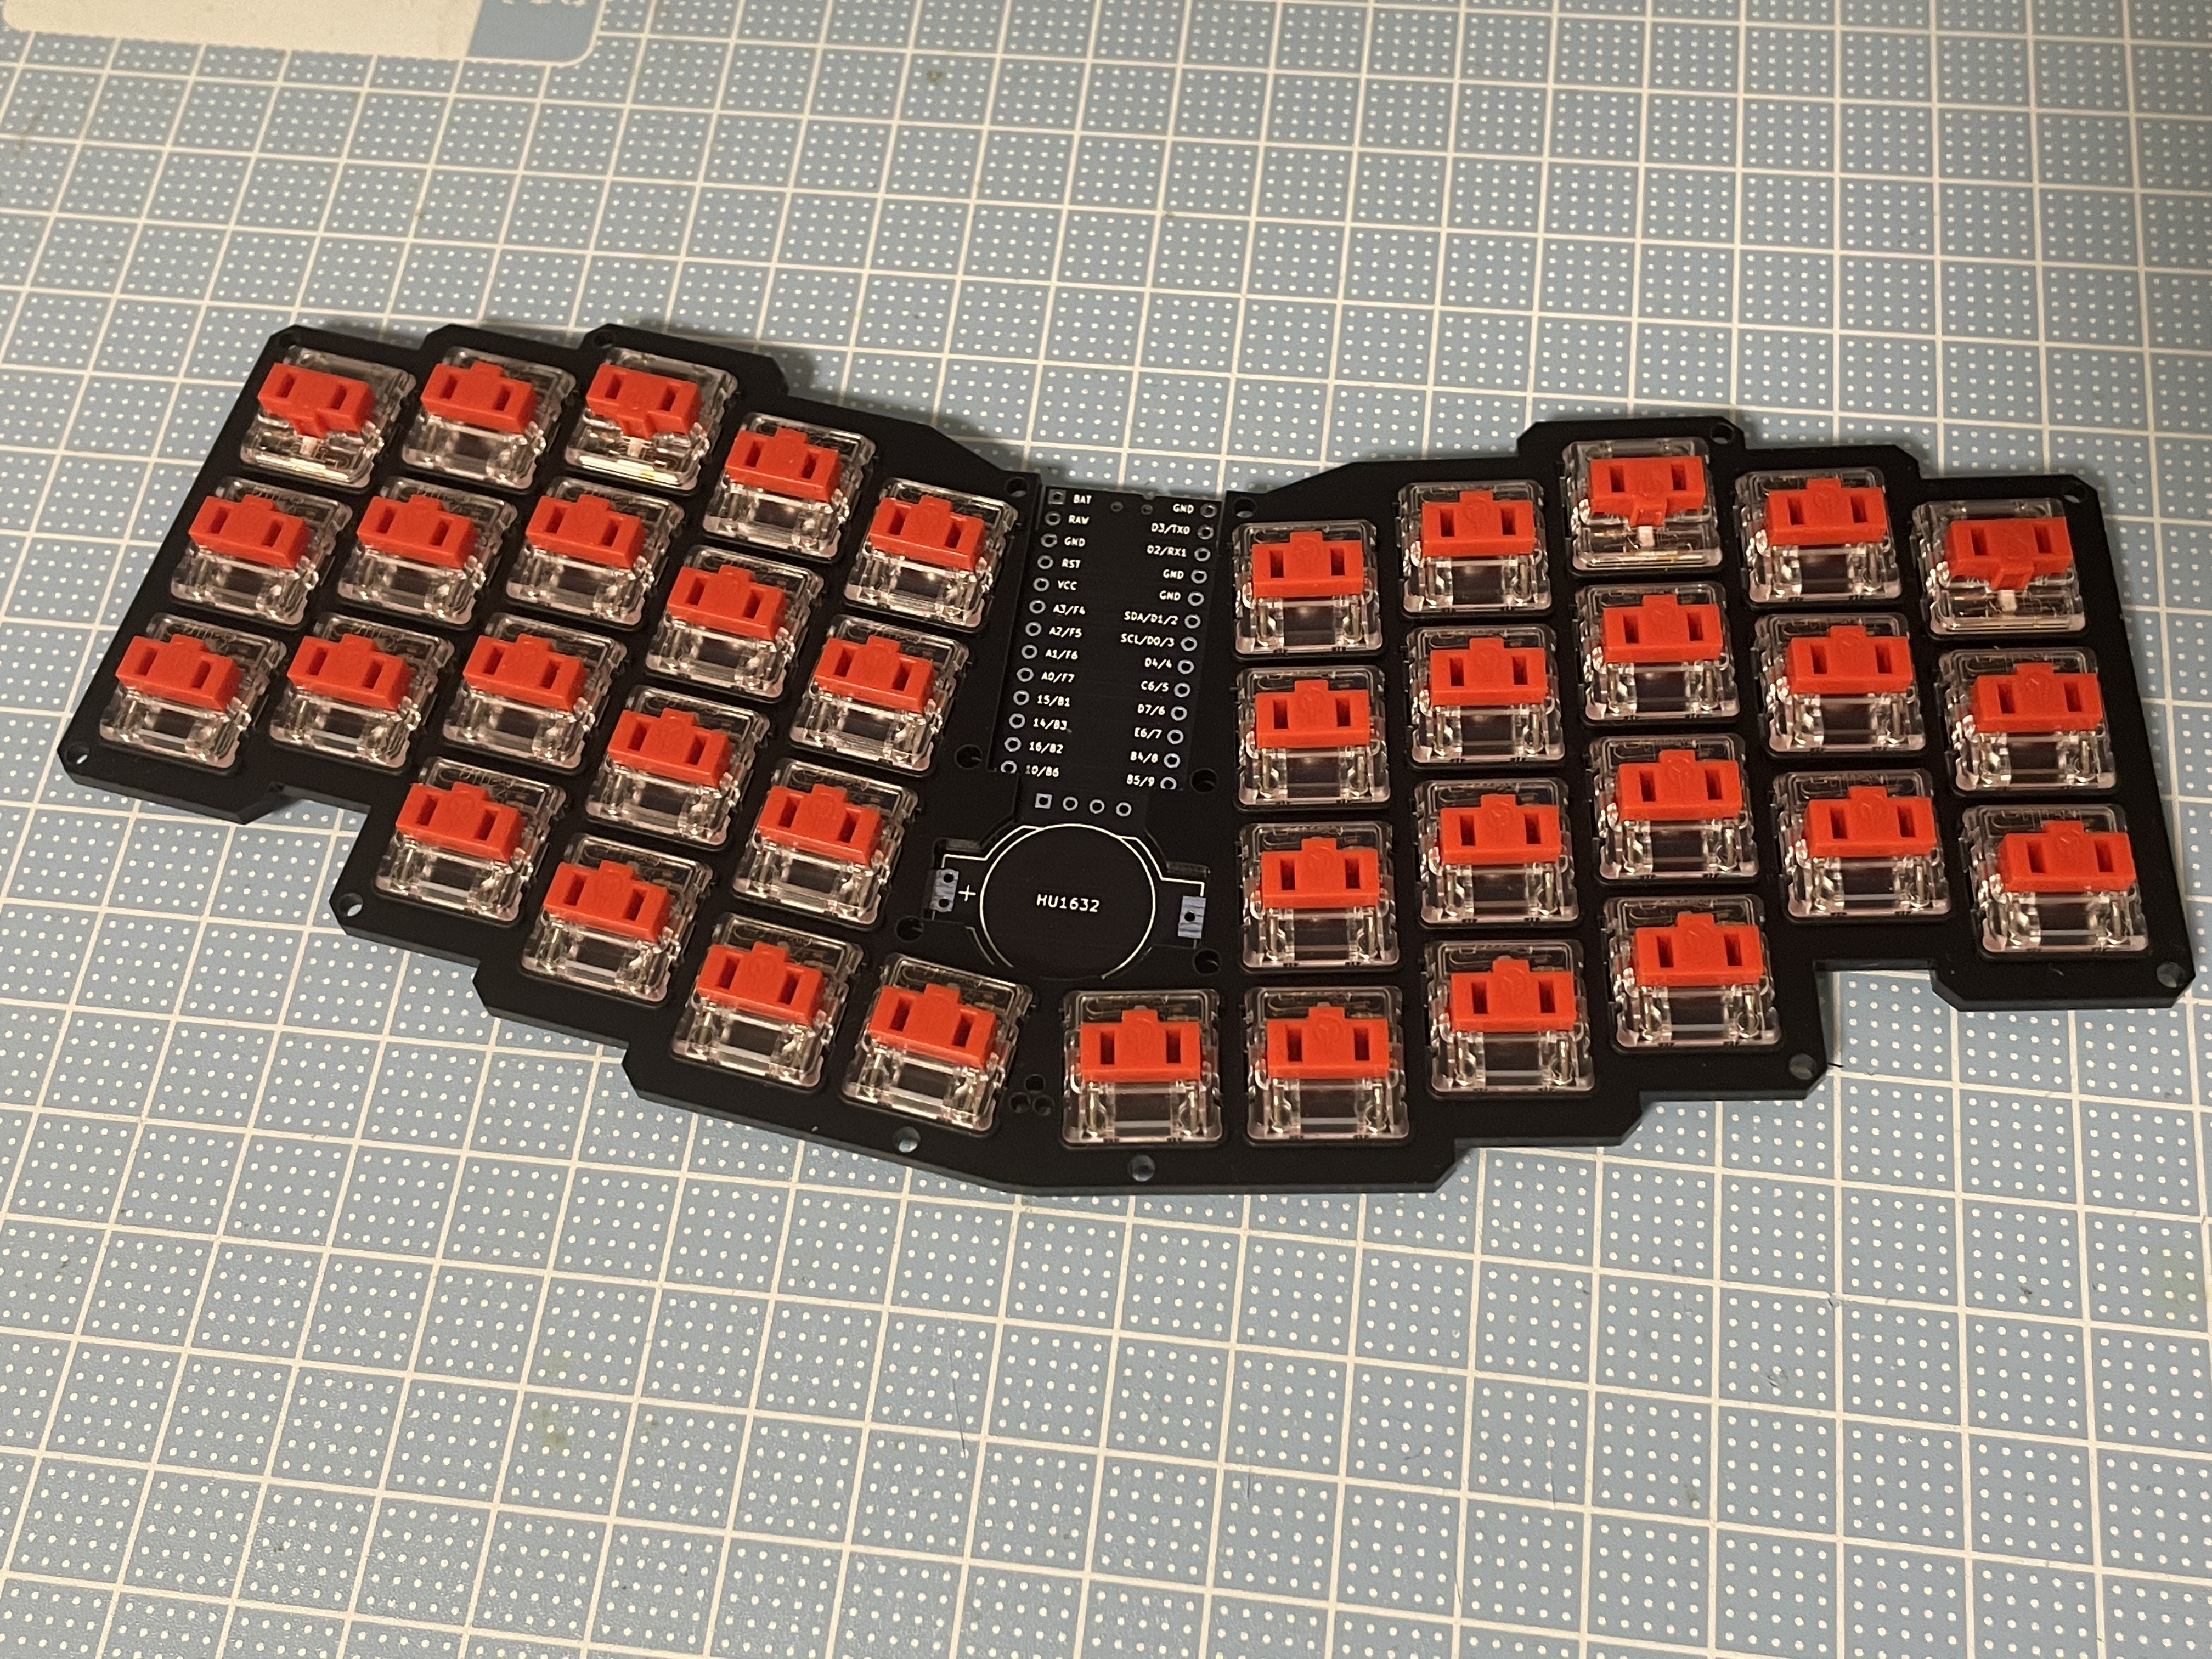 BAT
RAW
GND
RST
VCC
A3/F4
A2/F5
A1/F6
A0/F7
15/B1
14/B3
16/B2
10/B6
GND
D3/TX0
D2/RX1
GND
GND
SDA/D1/2
SCL/D0/3
D4/4
C6/5
D7/6
E6/7
B4/8
B5/9
+
HU1632